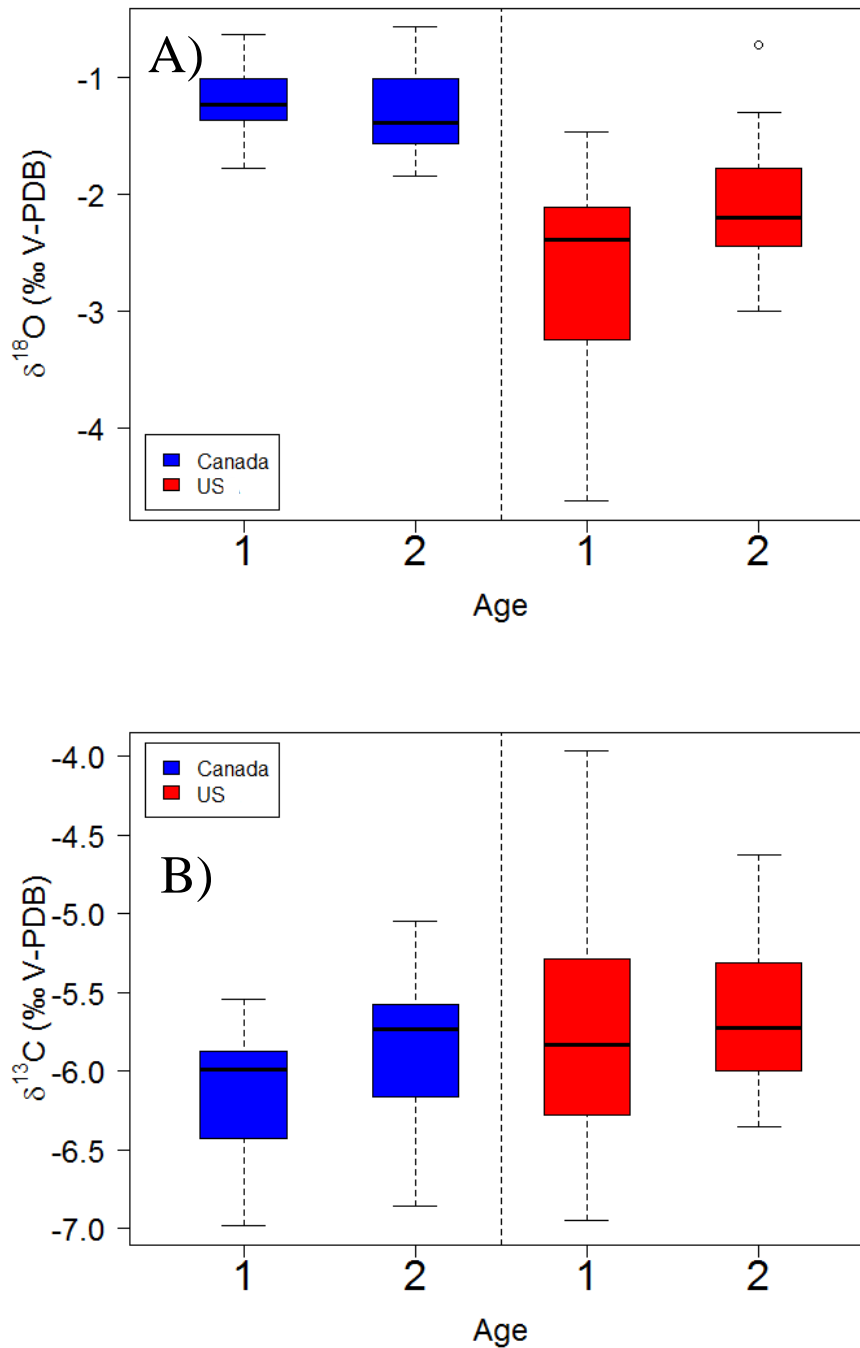 A)
-1
-2
-3
-4
δ18O (‰ V-PDB)
Canada
US
1 2 1 2
Age
-4.0
-4.5
-5.0
-5.5
-6.0
-6.5
-7.0
δ13C (‰ V-PDB)
Canada
US
B)
1 2 1 2
Age